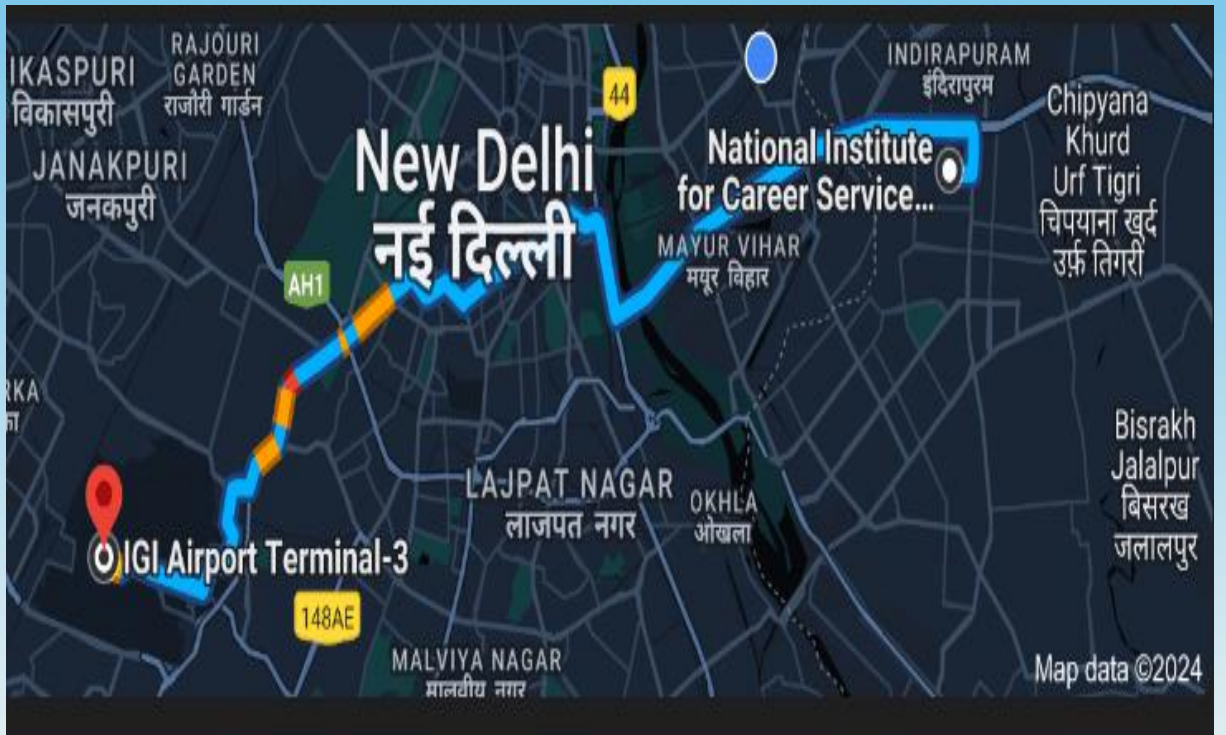 IKASPURI
विकासपुरी
RAJOURI
GARDEN
राजौरी गार्डन
JANAKPURI
जनकपुरी
New Delhi
नई दिल्ली
44
INDIRAPURAM
इंदिरापुरम
National Institute
for Career Service...
Chipyana
Khurd
Urf Tigri
चिपयाना खुर्द
उर्फ़ तिगरी
MAYUR VIHAR
मयूर विहार
AH1
RKA
का
Bisrakh
Jalalpur
बिसरख
जलालपुर
LAJPAT NAGAR
लाजपत नगर
OKHLA
ओखला
IGI Airport Terminal-3
148AE
MALVIYA NAGAR
मालवीय नगर
Map data ©2024